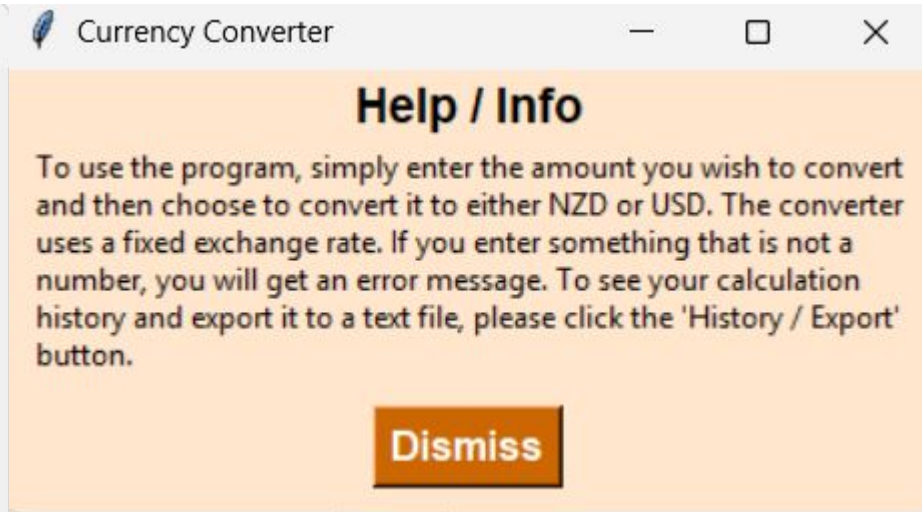 Currency Converter
Help / Info
To use the program, simply enter the amount you wish to convert
and then choose to convert it to either NZD or USD. The converter
uses a fixed exchange rate. If you enter something that is not a
number, you will get an error message. To see your calculation
history and export it to a text file, please click the 'History / Export'
button.
Dismiss